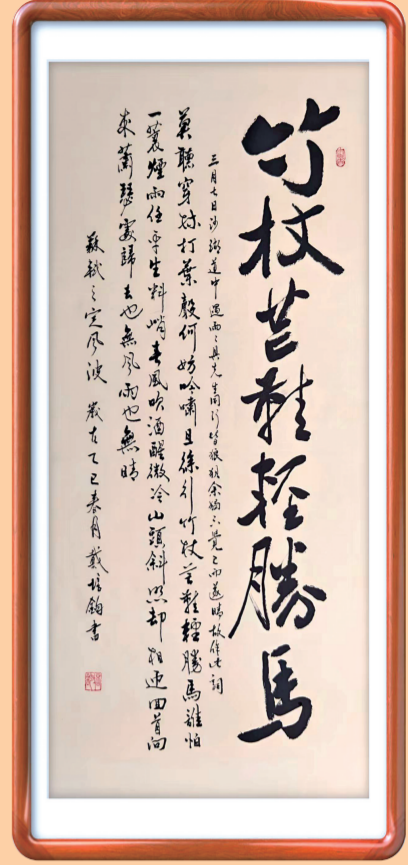 竹杖芒鞋輕勝馬
三月七日沙湖道中遇雨々具先去同行皆狼狽余獨不覺已而遂晴故作此詞
莫聽穿林打葉聲何妨吟嘯且徐行竹杖芒鞋輕勝馬誰怕
一蓑煙雨任平生料峭春風吹酒醒微冷山頭斜照却相迎回首向
來蕭瑟處歸去也無風雨也無晴
蘇軾之定風波 歲在乙巳春月戴培鈞書